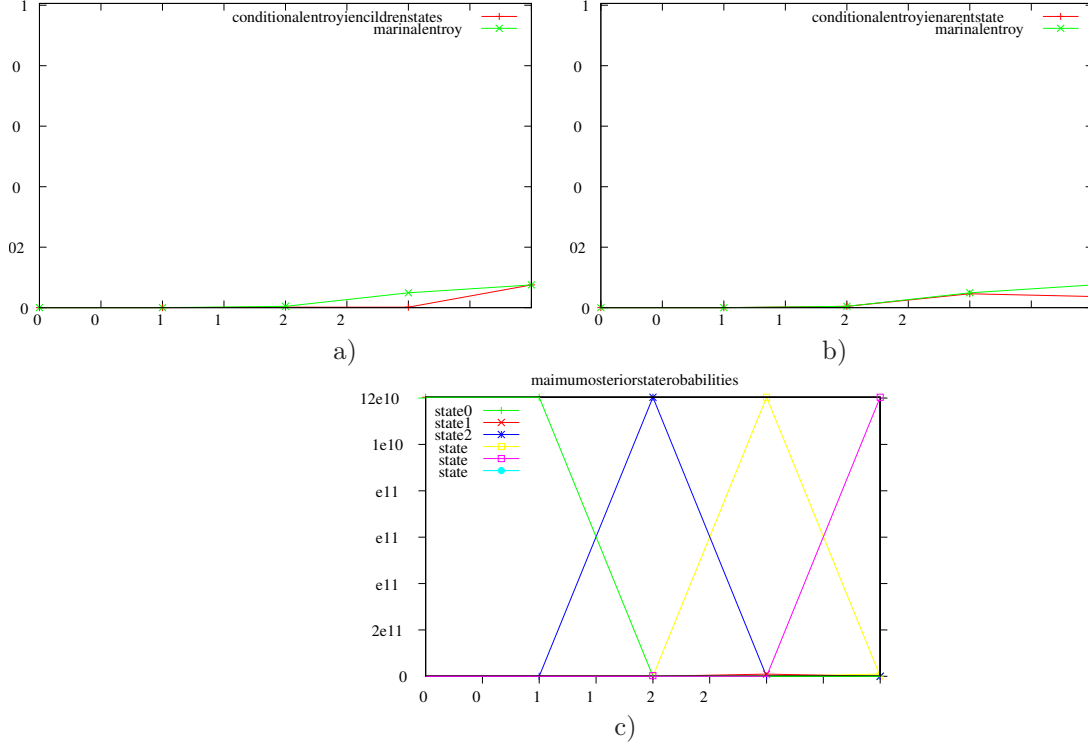 1
0
0
0
02
0
conditionalentroyiencildrenstates
marinalentroy
0 0 1 1 2 2
a)
1
0
0
0
02
0
conditionalentroyienarentstate
marinalentroy
0 0 1 1 2 2
b)
maimumosteriorstaterobabilities
12e10
1e10
e11
e11
e11
2e11
0
state0
state1
state2
state
state
state
0 0 1 1 2 2
c)